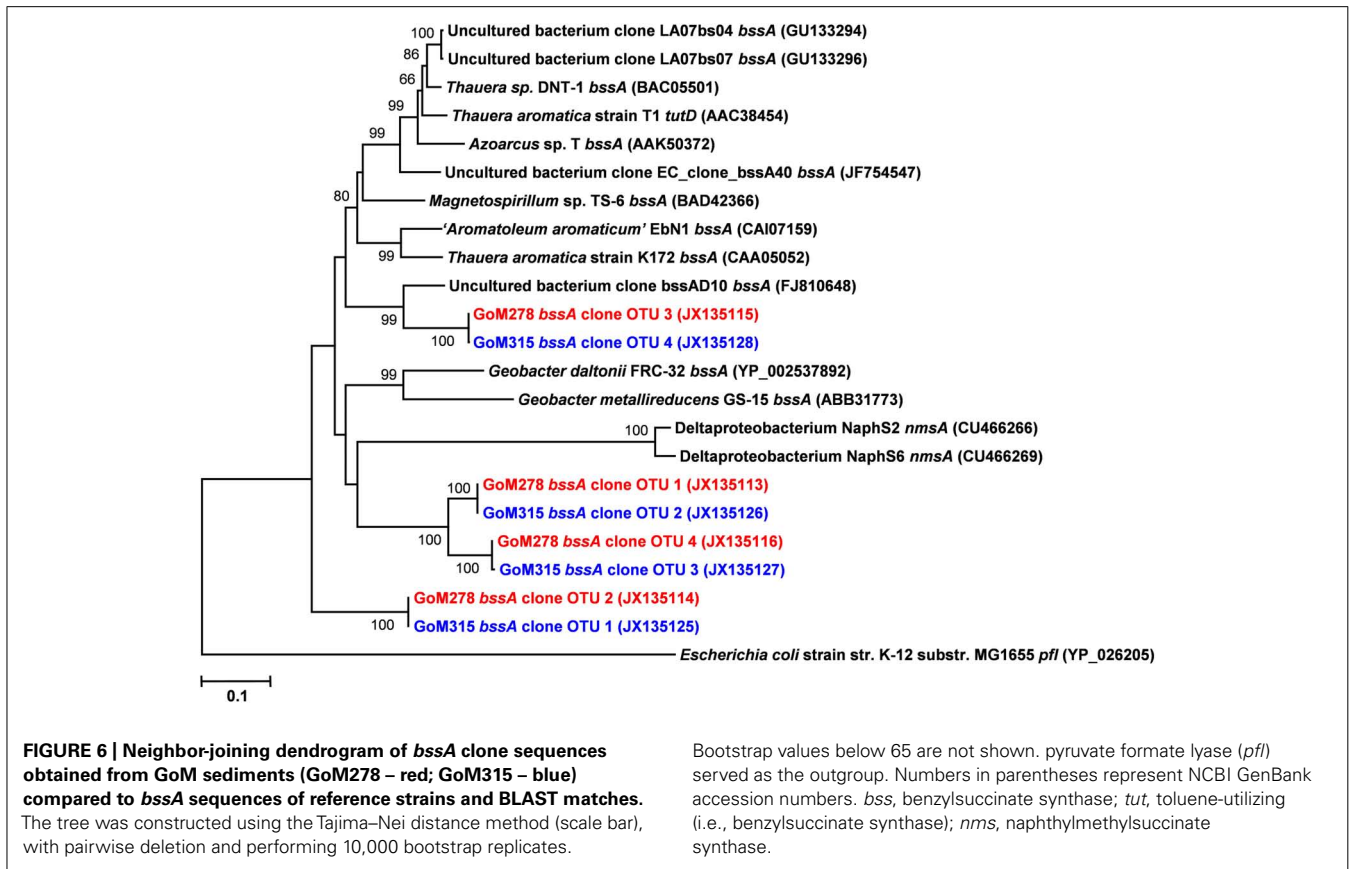 100
Uncultured bacterium clone LA07bs04 bssA (GU133294)
86
Uncultured bacterium clone LA07bs07 bssA (GU133296)
66
Thauera sp. DNT-1 bssA (BAC05501)
99
Thauera aromatica strain T1 tutD (AAC38454)
99
Azoarcus sp. T bssA (AAK50372)
Uncultured bacterium clone EC_clone_bssA40 bssA (JF754547)
80
Magnetospirillum sp. TS-6 bssA (BAD42366)
'Aromatoleum aromaticum' EbN1 bssA (CAI07159)
99
Thauera aromatica strain K172 bssA (CAA05052)
Uncultured bacterium clone bssAD10 bssA (FJ810648)
99
GoM278 bssA clone OTU 3 (JX135115)
100
GoM315 bssA clone OTU 4 (JX135128)
99
Geobacter daltonii FRC-32 bssA (YP_002537892)
Geobacter metallireducens GS-15 bssA (ABB31773)
100
Deltaproteobacterium NaphS2 nmsA (CU466266)
Deltaproteobacterium NaphS6 nmsA (CU466269)
100
GoM278 bssA clone OTU 1 (JX135113)
GoM315 bssA clone OTU 2 (JX135126)
100
GoM278 bssA clone OTU 4 (JX135116)
100
GoM315 bssA clone OTU 3 (JX135127)
GoM278 bssA clone OTU 2 (JX135114)
100
GoM315 bssA clone OTU 1 (JX135125)
Escherichia coli strain str. K-12 substr. MG1655 pfl (YP_026205)
0.1
FIGURE 6 | Neighbor-joining dendrogram of bssA clone sequences
obtained from GoM sediments (GoM278 – red; GoM315 – blue)
compared to bssA sequences of reference strains and BLAST matches.
The tree was constructed using the Tajima–Nei distance method (scale bar),
with pairwise deletion and performing 10,000 bootstrap replicates.
Bootstrap values below 65 are not shown. pyruvate formate lyase (pfl)
served as the outgroup. Numbers in parentheses represent NCBI GenBank
accession numbers. bss, benzylsuccinate synthase; tut, toluene-utilizing
(i.e., benzylsuccinate synthase); nms, naphthylmethylsuccinate
synthase.